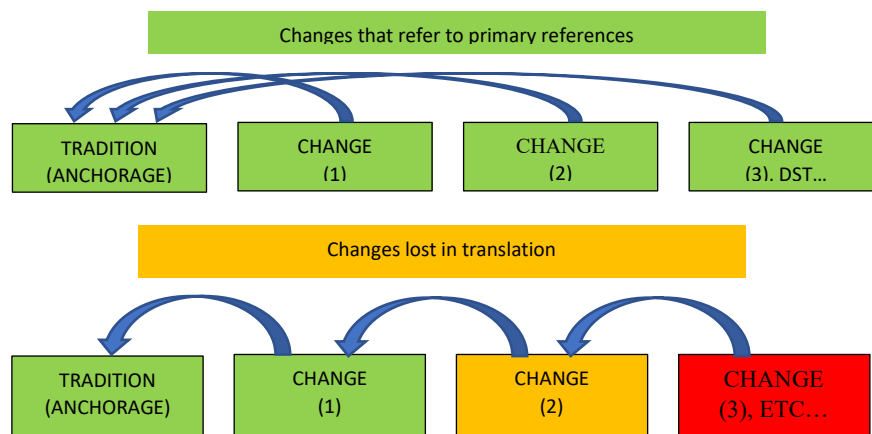 Changes that refer to primary references
TRADITION
(ANCHORAGE)
CHANGE
(1)
CHANGE
(2)
CHANGE
(3). DST...
Changes lost in translation
TRADITION
(ANCHORAGE)
CHANGE
(1)
CHANGE
(2)
CHANGE
(3), ETC...